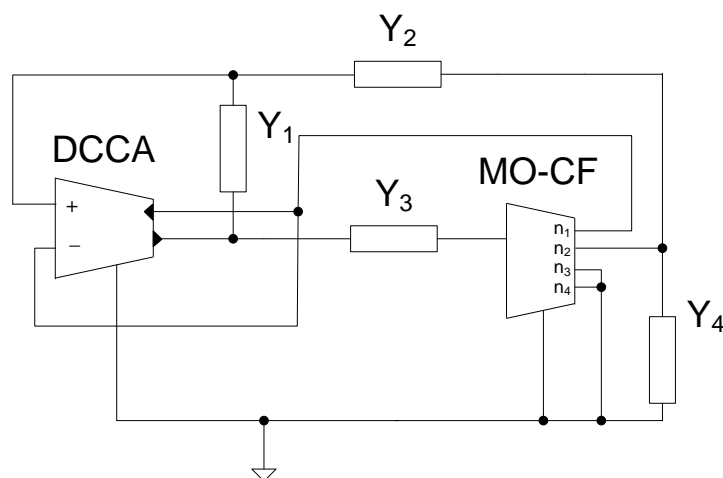 Y₂
Y₁
DCCA
MO-CF
Y₃
+
−
n₁
n₂
n₃
n₄
Y₄